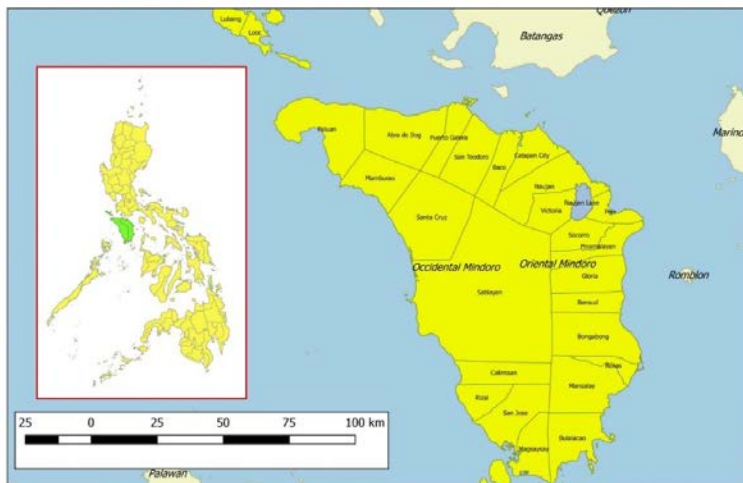 Quezon
Lubang
Looc
Batangas
Marind
Paluan
Abra de Ilog
Puerto Galera
San Teodoro
Baco
Calapan City
Mamburao
Naujan
Santa Cruz
Victoria
Naujan Lake
Pola
Socorro
Pinamalayan
Occidental Mindoro
Oriental Mindoro
Romblon
Gloria
Sablayan
Bansud
Bongabong
Calintaan
Roxas
Rizal
Mansalay
San Jose
Magsaysay
Bulalacao
25 0 25 50 75 100 km
Palawan